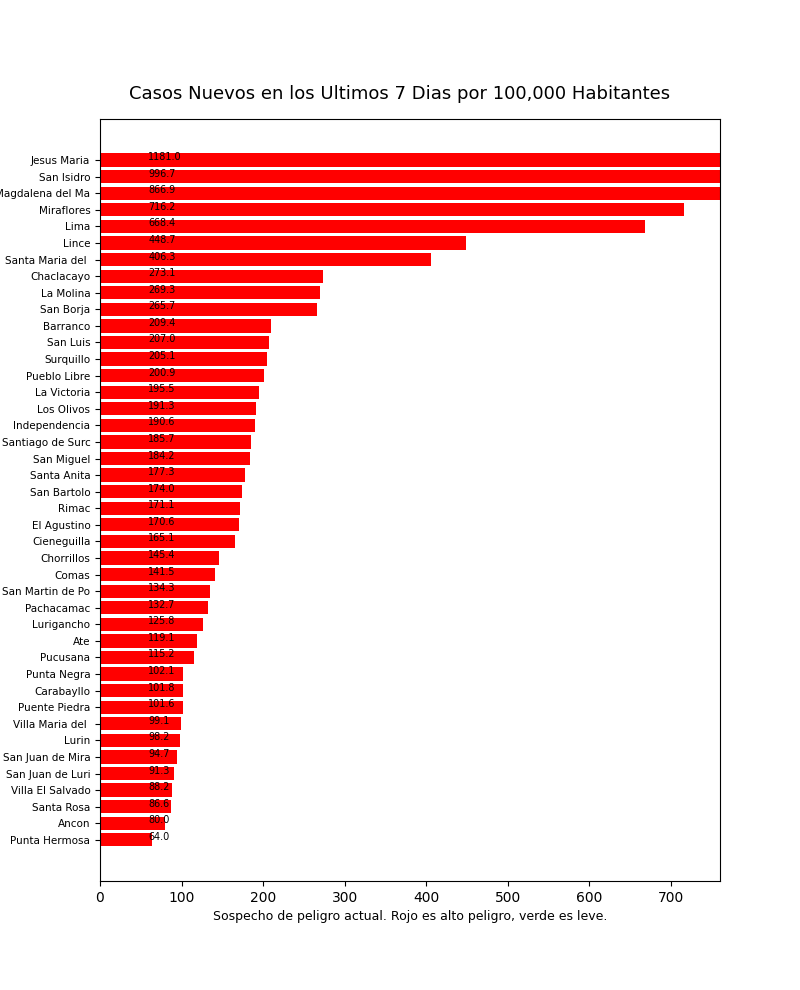 Casos Nuevos en los Ultimos 7 Dias por 100,000 Habitantes
Jesus Maria 1181.0
San Isidro 996.7
Magdalena del Ma 866.9
Miraflores 716.2
Lima 668.4
Lince 448.7
Santa Maria del 406.3
Chaclacayo 273.1
La Molina 269.3
San Borja 265.7
Barranco 209.4
San Luis 207.0
Surquillo 205.1
Pueblo Libre 200.9
La Victoria 195.5
Los Olivos 191.3
Independencia 190.6
Santiago de Surc 185.7
San Miguel 184.2
Santa Anita 177.3
San Bartolo 174.0
Rimac 171.1
El Agustino 170.6
Cieneguilla 165.1
Chorrillos 145.4
Comas 141.5
San Martin de Po 134.3
Pachacamac 132.7
Lurigancho 125.8
Ate 119.1
Pucusana 115.2
Punta Negra 102.1
Carabayllo 101.8
Puente Piedra 101.6
Villa Maria del 99.1
Lurin 98.2
San Juan de Mira 94.7
San Juan de Luri 91.3
Villa El Salvado 88.2
Santa Rosa 86.6
Ancon 80.0
Punta Hermosa 64.0
0 100 200 300 400 500 600 700
Sospecho de peligro actual. Rojo es alto peligro, verde es leve.